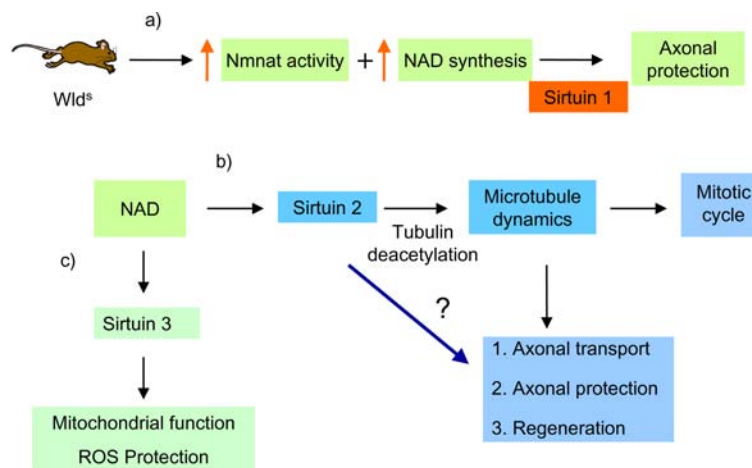 a)
Wldˢ
Nmnat activity
+
NAD synthesis
Sirtuin 1
Axonal
protection
b)
NAD
Sirtuin 2
Tubulin
deacetylation
Microtubule
dynamics
Mitotic
cycle
c)
Sirtuin 3
Mitochondrial function
ROS Protection
?
1. Axonal transport
2. Axonal protection
3. Regeneration